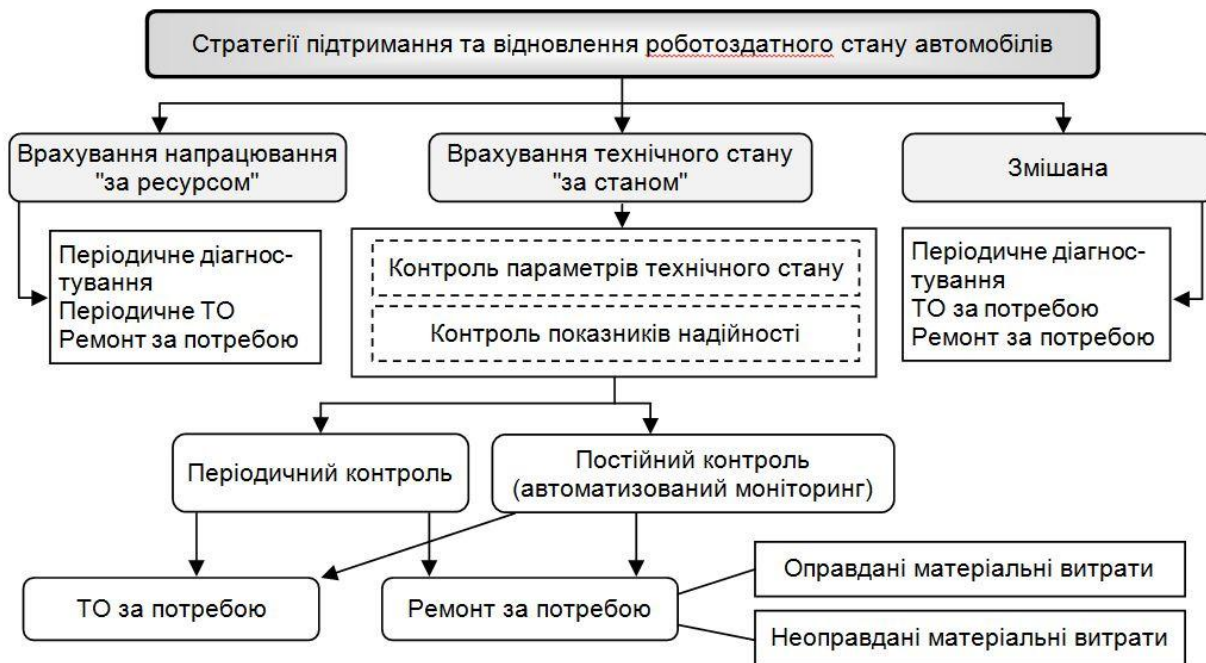 Стратегії підтримання та відновлення роботоздатного стану автомобілів
Врахування напрацювання
"за ресурсом"
Врахування технічного стану
"за станом"
Змішана
Періодичне діагнос-
тування
Періодичне ТО
Ремонт за потребою
Контроль параметрів технічного стану
Контроль показників надійності
Періодичне діагнос-
тування
ТО за потребою
Ремонт за потребою
Періодичний контроль
Постійний контроль
(автоматизований моніторинг)
ТО за потребою
Ремонт за потребою
Оправдані матеріальні витрати
Неоправдані матеріальні витрати